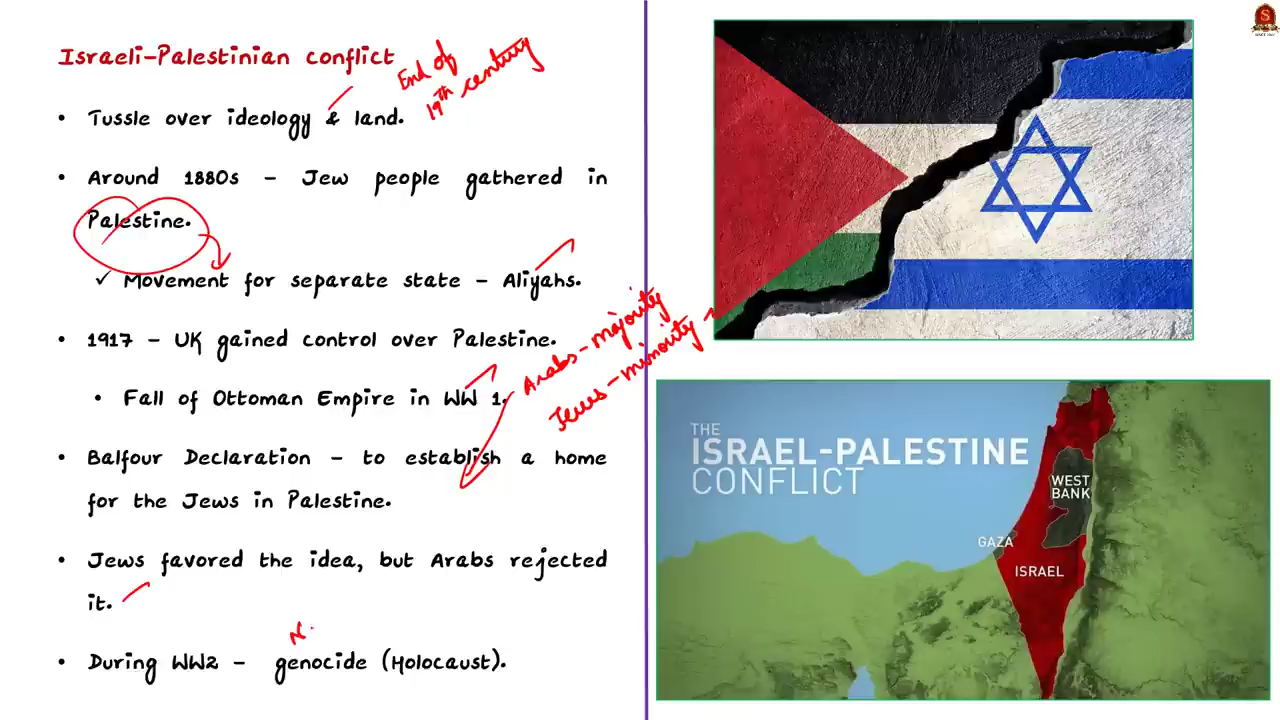 Israeli-Palestinian conflict
End of
19th century
• Tussle over ideology & land.
• Around 1880s - Jew people gathered in
Palestine.
✓ Movement for separate state - Aliyahs.
• 1917 - UK gained control over Palestine.
• Fall of Ottoman Empire in WW 1.
Arabs - majority
Jews - minority
• Balfour Declaration - to establish a home
for the Jews in Palestine.
• Jews favored the idea, but Arabs rejected
it.
N
• During WW2 - genocide (Holocaust).
THE
ISRAEL-PALESTINE
CONFLICT
WEST
BANK
GAZA
ISRAEL
S